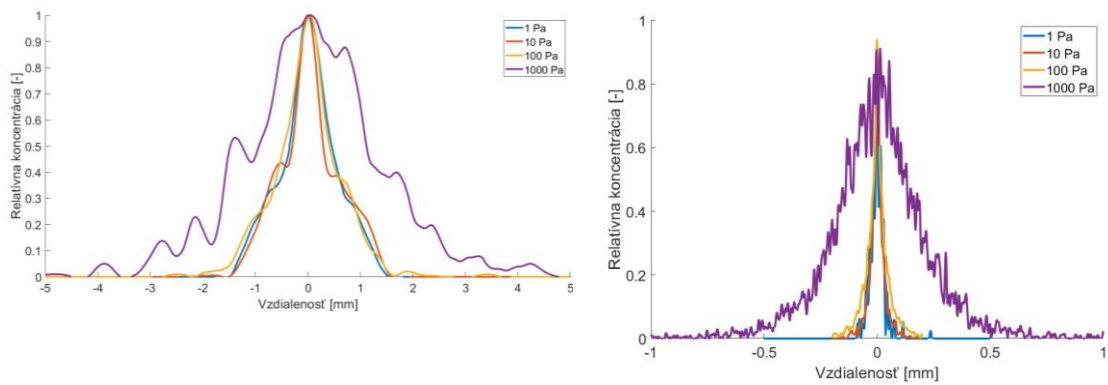 Relatívna koncentrácia [-]
1
0.9
0.8
0.7
0.6
0.5
0.4
0.3
0.2
0.1
0
-5 -4 -3 -2 -1 0 1 2 3 4 5
Vzdialenosť [mm]
1 Pa
10 Pa
100 Pa
1000 Pa
Relatívna koncentrácia [-]
1
0.8
0.6
0.4
0.2
0
-1 -0.5 0 0.5 1
Vzdialenosť [mm]
1 Pa
10 Pa
100 Pa
1000 Pa